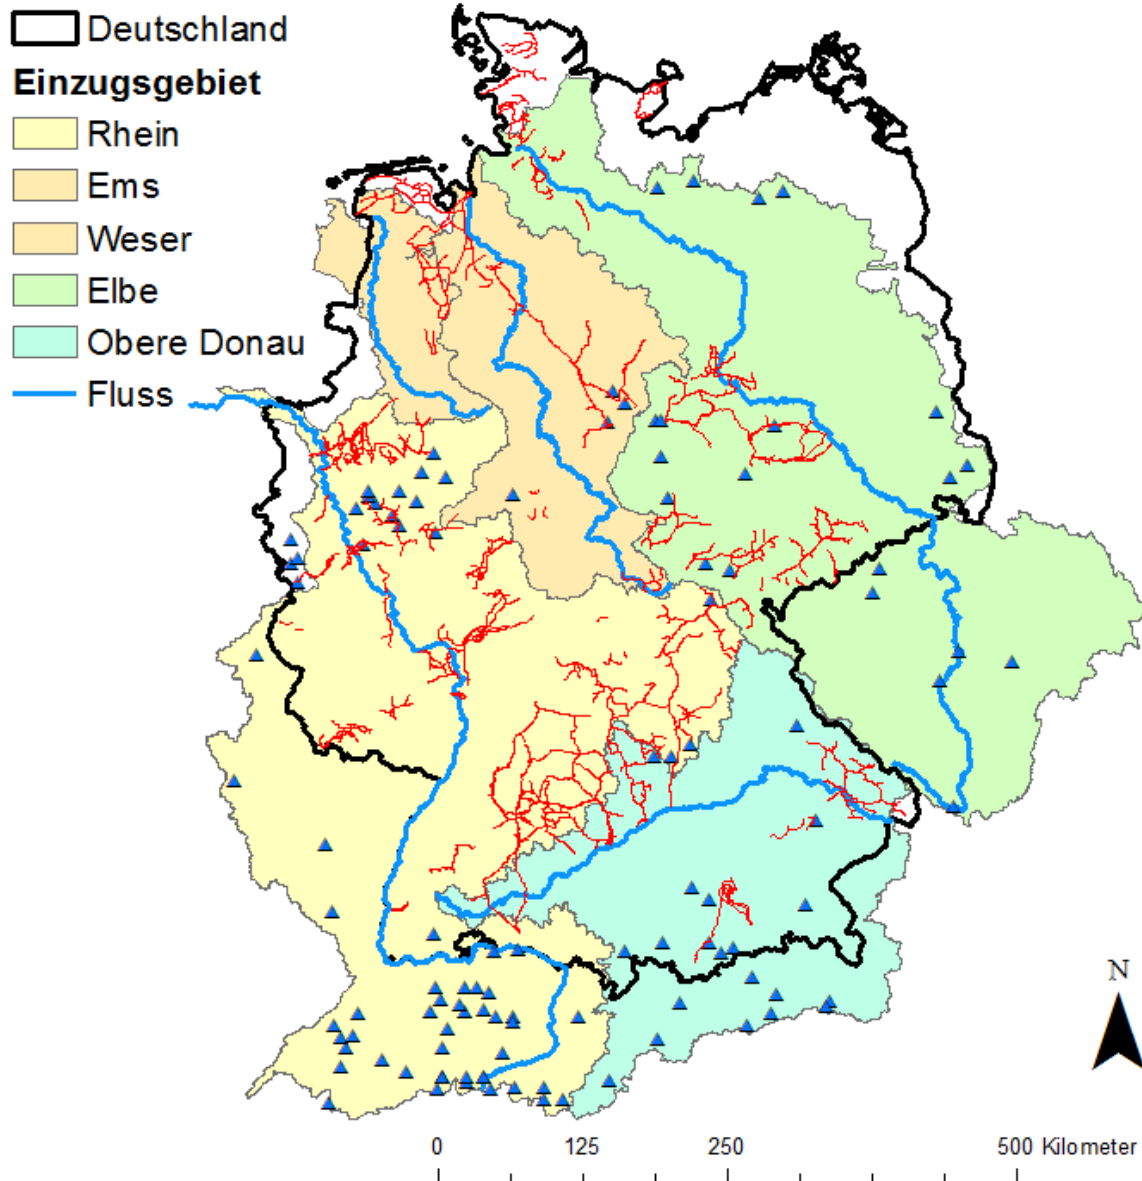 Deutschland
Einzugsgebiet
Rhein
Ems
Weser
Elbe
Obere Donau
Fluss
N
0 125 250 500 Kilometer